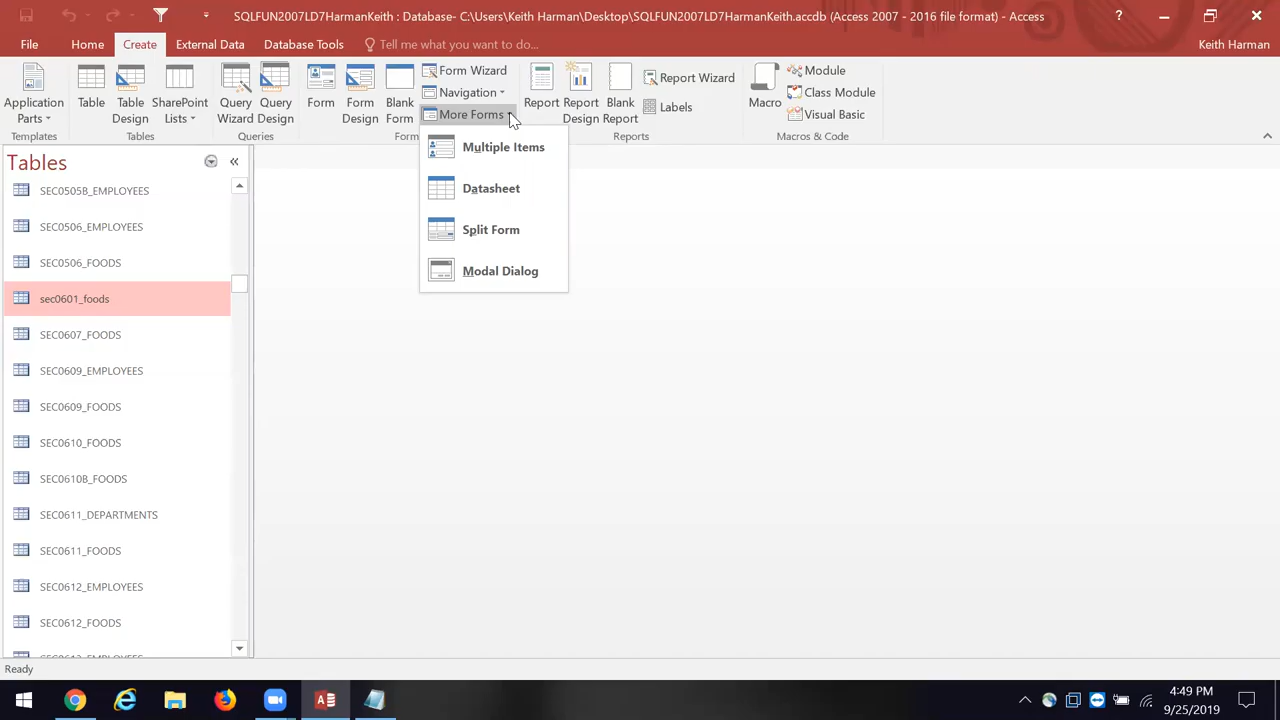 SQLFUN2007LD7HarmanKeith : Database- C:\Users\Keith Harman\Desktop\SQLFUN2007LD7HarmanKeith.accdb (Access 2007 - 2016 file format) - Access
?
File
Home
Create
External Data
Database Tools
Tell me what you want to do...
Keith Harman
Application Parts
Templates
Table
Table Design
SharePoint Lists
Tables
Query Wizard
Query Design
Queries
Form
Form Design
Blank Form
Form Wizard
Navigation
More Forms
Form
Report
Report Design
Blank Report
Report Wizard
Labels
Reports
Macro
Module
Class Module
Visual Basic
Macros & Code
Multiple Items
Datasheet
Split Form
Modal Dialog
Tables
SEC0505B_EMPLOYEES
SEC0506_EMPLOYEES
SEC0506_FOODS
sec0601_foods
SEC0607_FOODS
SEC0609_EMPLOYEES
SEC0609_FOODS
SEC0610_FOODS
SEC0610B_FOODS
SEC0611_DEPARTMENTS
SEC0611_FOODS
SEC0612_EMPLOYEES
SEC0612_FOODS
Ready
4:49 PM
9/25/2019